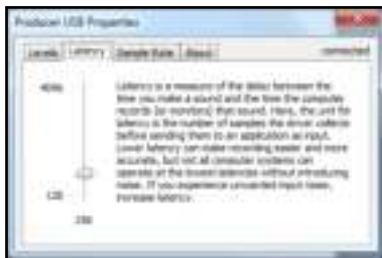 Producer USB Properties
Levels Latency Sample Rate About connected
4096
Latency is a measure of the delay between the
time you make a sound and the time the computer
records (or monitors) that sound. Here, the unit for
latency is the number of samples the driver collects
before sending them to an application as input.
Lower latency can make recording easier and more
accurate, but not all computer systems can
operate at the lowest latencies without introducing
noise. If you experience unwanted input noise,
increase latency.
128
256